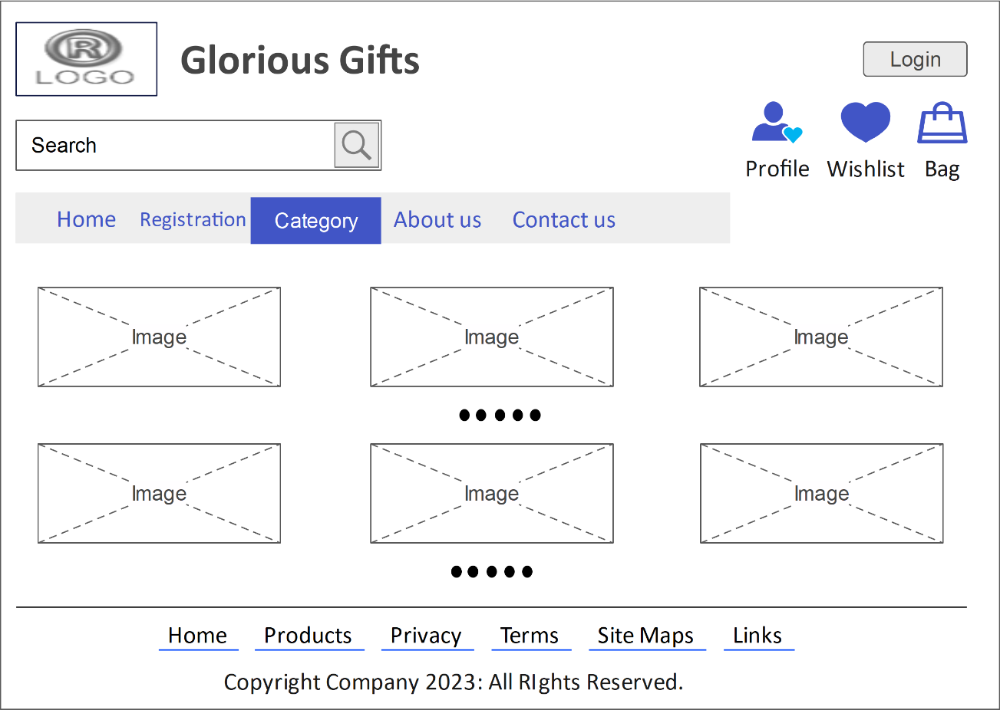 R
LOGO
Glorious Gifts
Login
Search
Profile Wishlist Bag
Home Registration Category About us Contact us
Image Image Image
Image Image Image
Home Products Privacy Terms Site Maps Links
Copyright Company 2023: All RIghts Reserved.